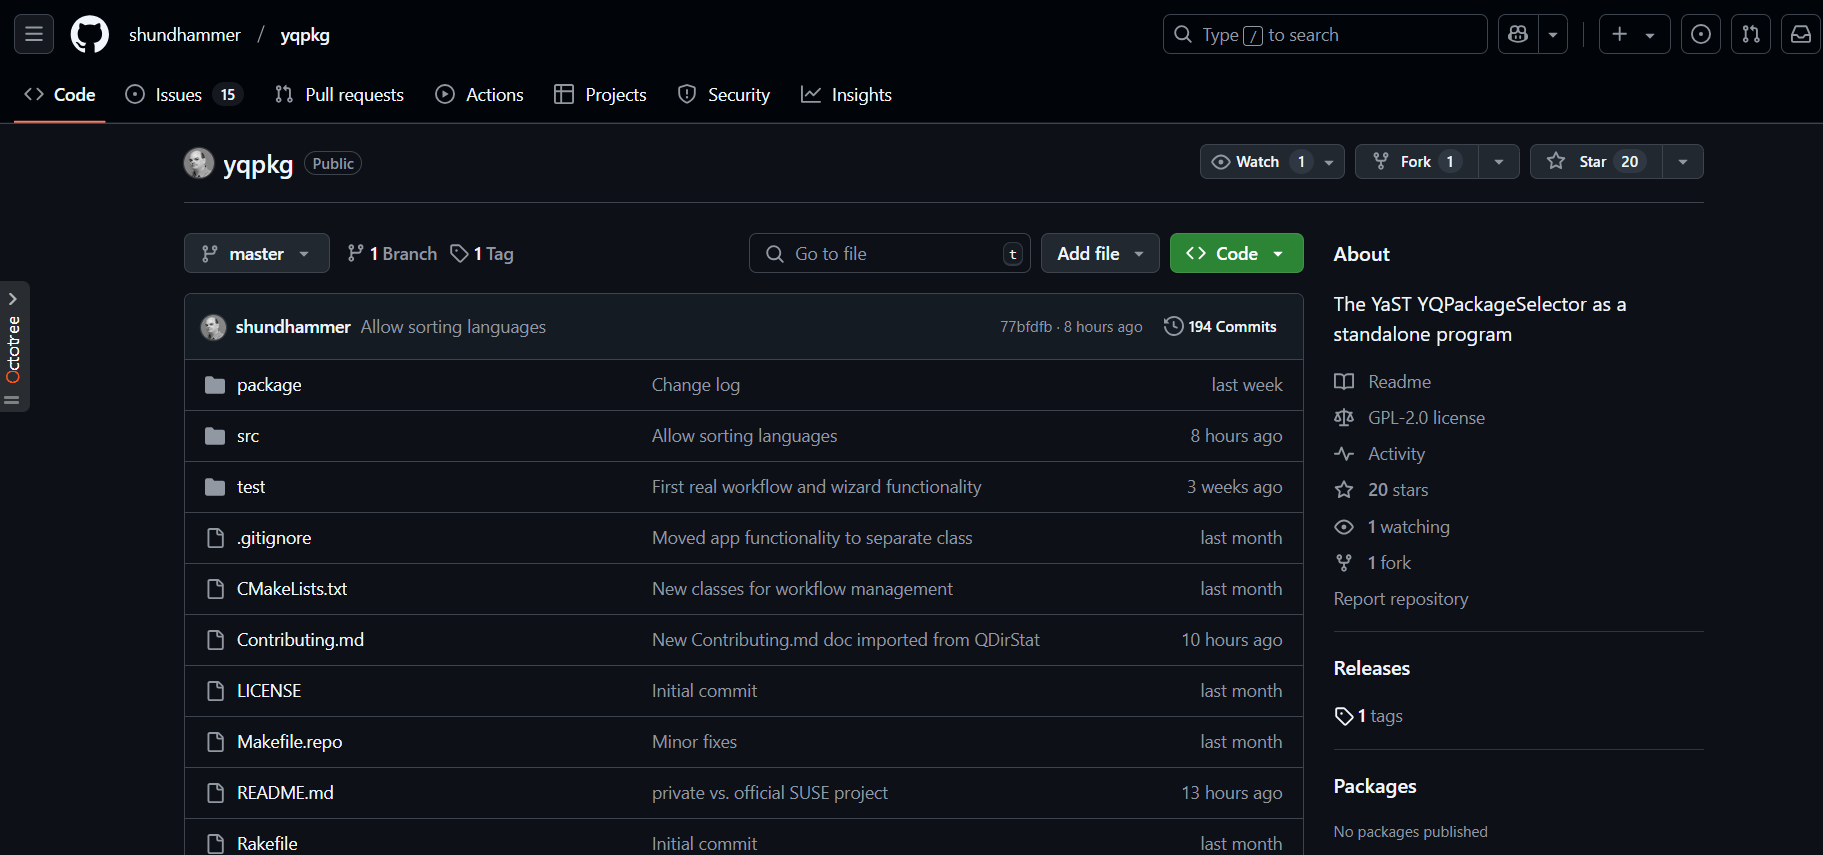 shundhammer / yqpkg
Type / to search
Code
Issues 15
Pull requests
Actions
Projects
Security
Insights
yqpkg Public
Watch 1
Fork 1
Star 20
master
1 Branch
1 Tag
Go to file t
Add file
Code
shundhammer Allow sorting languages 77bfdfb · 8 hours ago 194 Commits
package Change log last week
src Allow sorting languages 8 hours ago
test First real workflow and wizard functionality 3 weeks ago
.gitignore Moved app functionality to separate class last month
CMakeLists.txt New classes for workflow management last month
Contributing.md New Contributing.md doc imported from QDirStat 10 hours ago
LICENSE Initial commit last month
Makefile.repo Minor fixes last month
README.md private vs. official SUSE project 13 hours ago
Rakefile Initial commit last month
About
The YaST YQPackageSelector as a
standalone program
Readme
GPL-2.0 license
Activity
20 stars
1 watching
1 fork
Report repository
Releases
1 tags
Packages
No packages published
Octotree